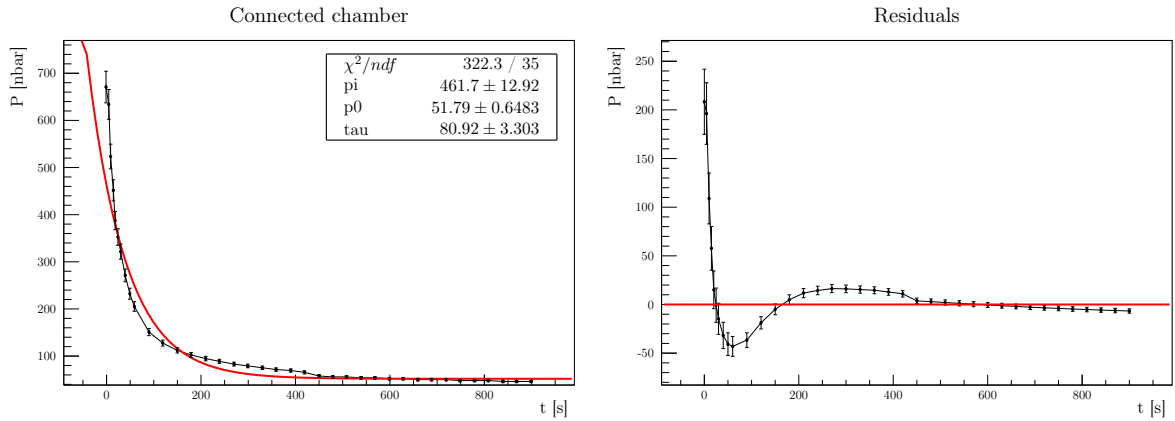 Connected chamber
P [nbar]
700
600
500
400
300
200
100
0
200
400
600
800
t [s]
χ²/ndf 322.3 / 35
pi 461.7 ± 12.92
p0 51.79 ± 0.6483
tau 80.92 ± 3.303
Residuals
P [nbar]
250
200
150
100
50
0
-50
0
200
400
600
800
t [s]